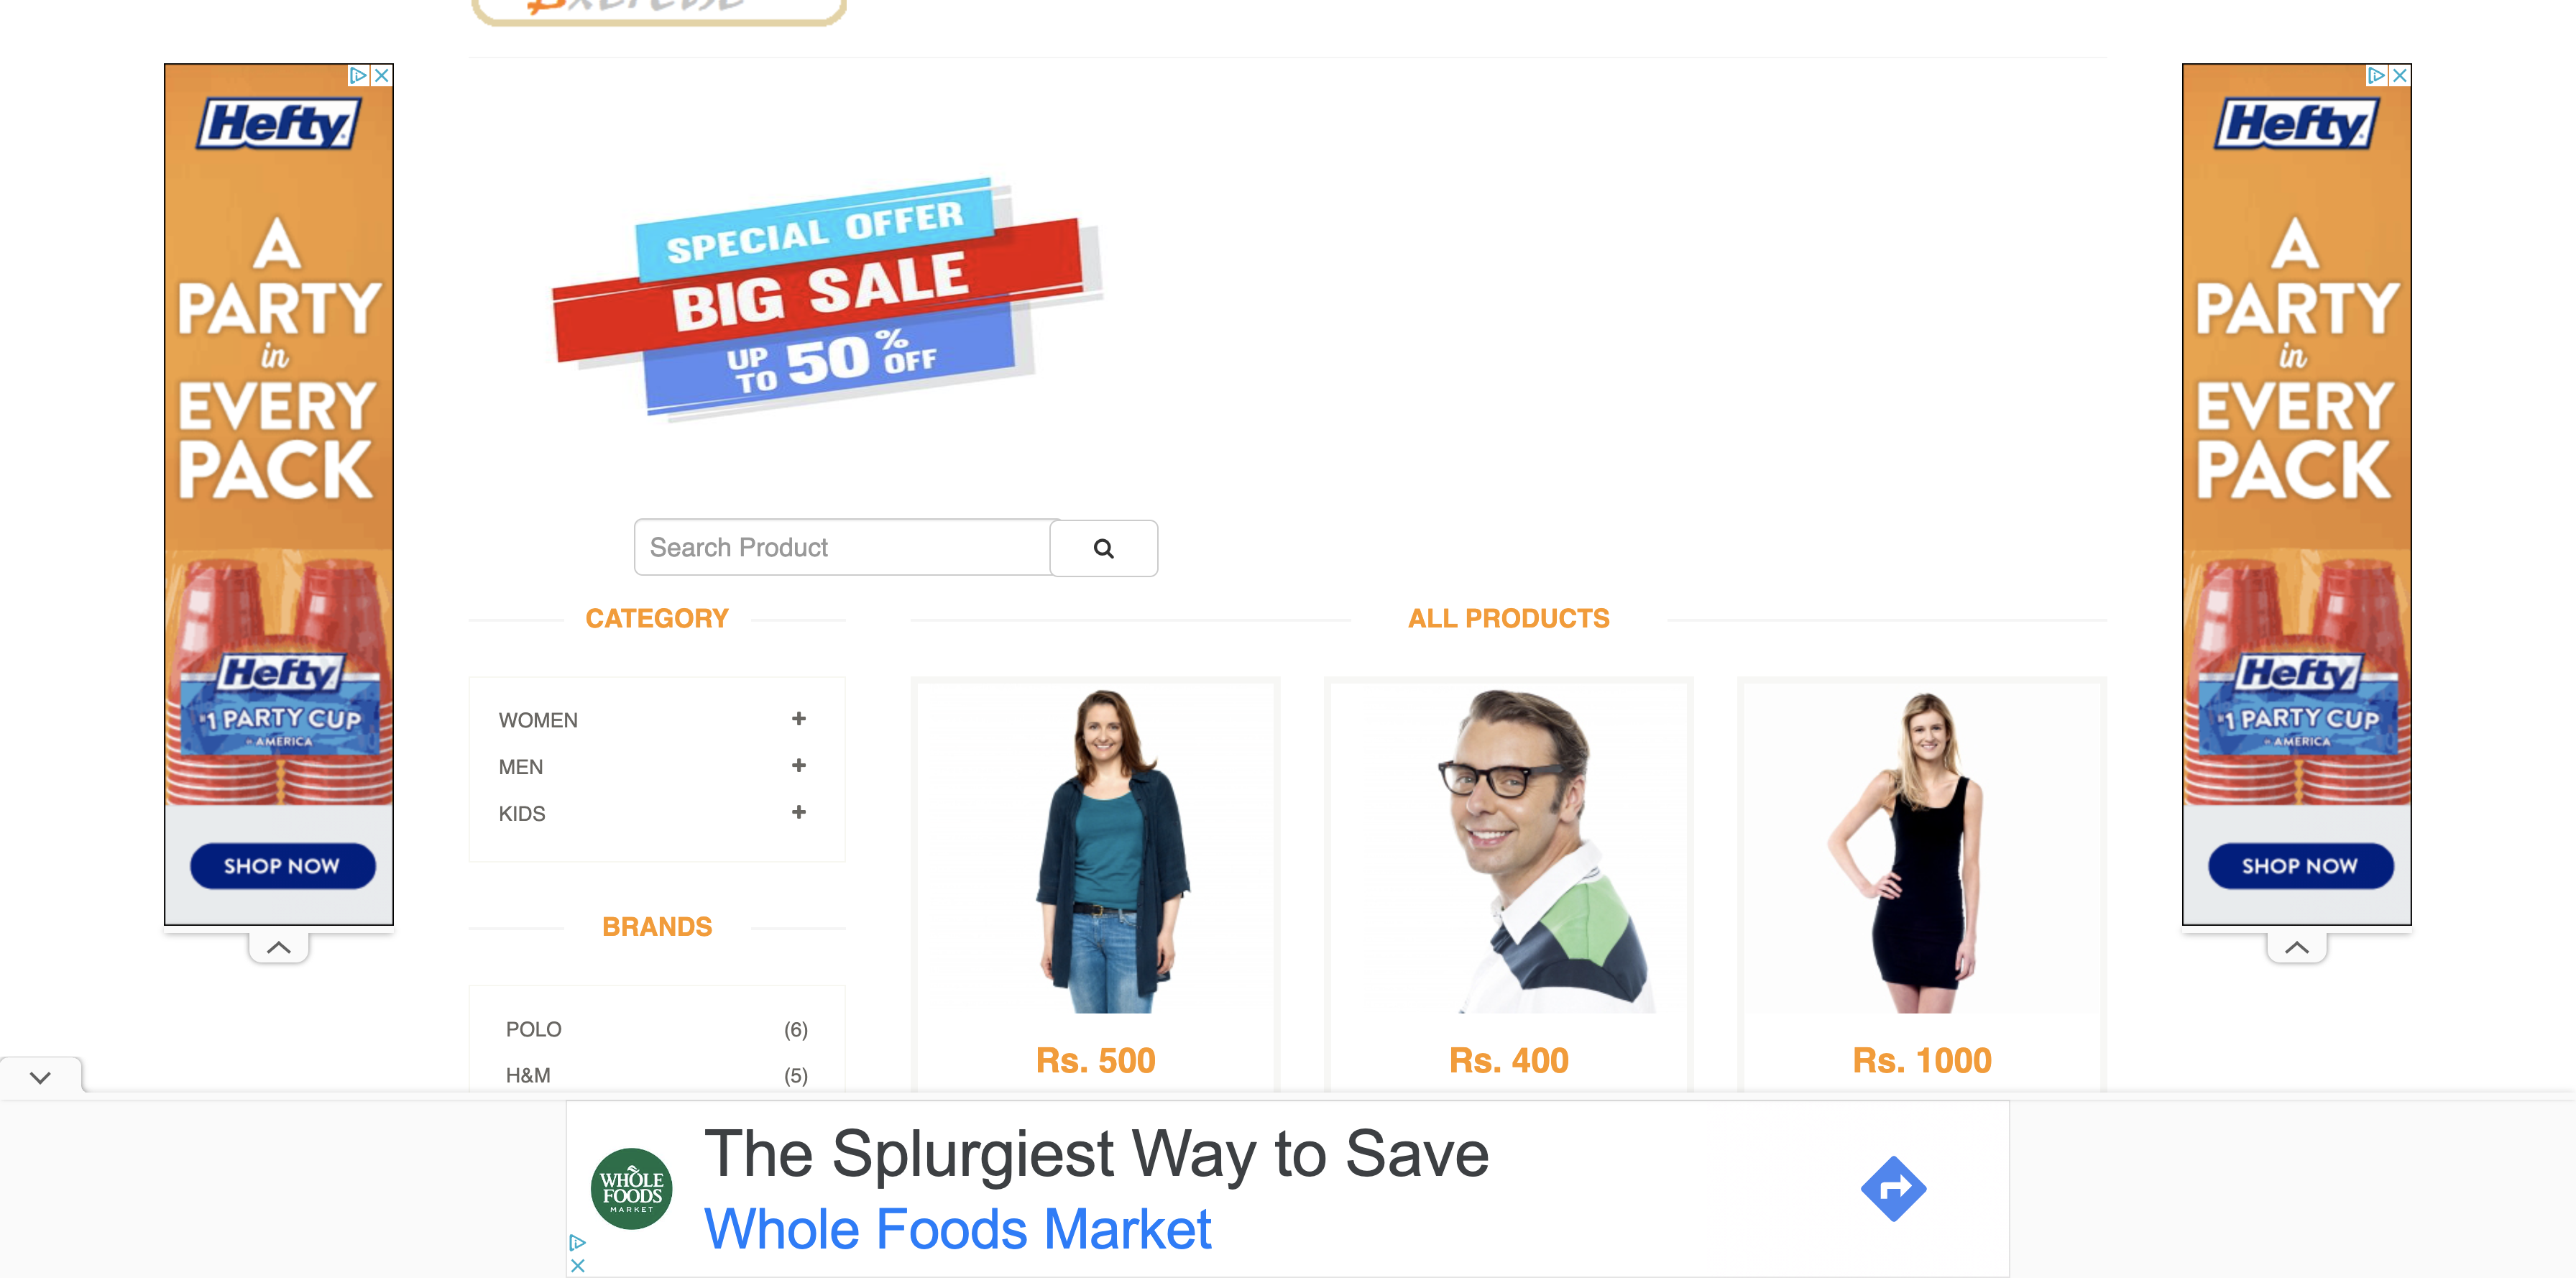 Hefty
A
PARTY
in
EVERY
PACK
Hefty
#1 PARTY CUP
IN AMERICA
SHOP NOW
SPECIAL OFFER
BIG SALE
UP TO 50% OFF
Search Product
CATEGORY
WOMEN
MEN
KIDS
BRANDS
POLO (6)
H&M (5)
ALL PRODUCTS
Rs. 500
Rs. 400
Rs. 1000
Hefty
A
PARTY
in
EVERY
PACK
Hefty
#1 PARTY CUP
IN AMERICA
SHOP NOW
WHOLE
FOODS
MARKET
The Splurgiest Way to Save
Whole Foods Market